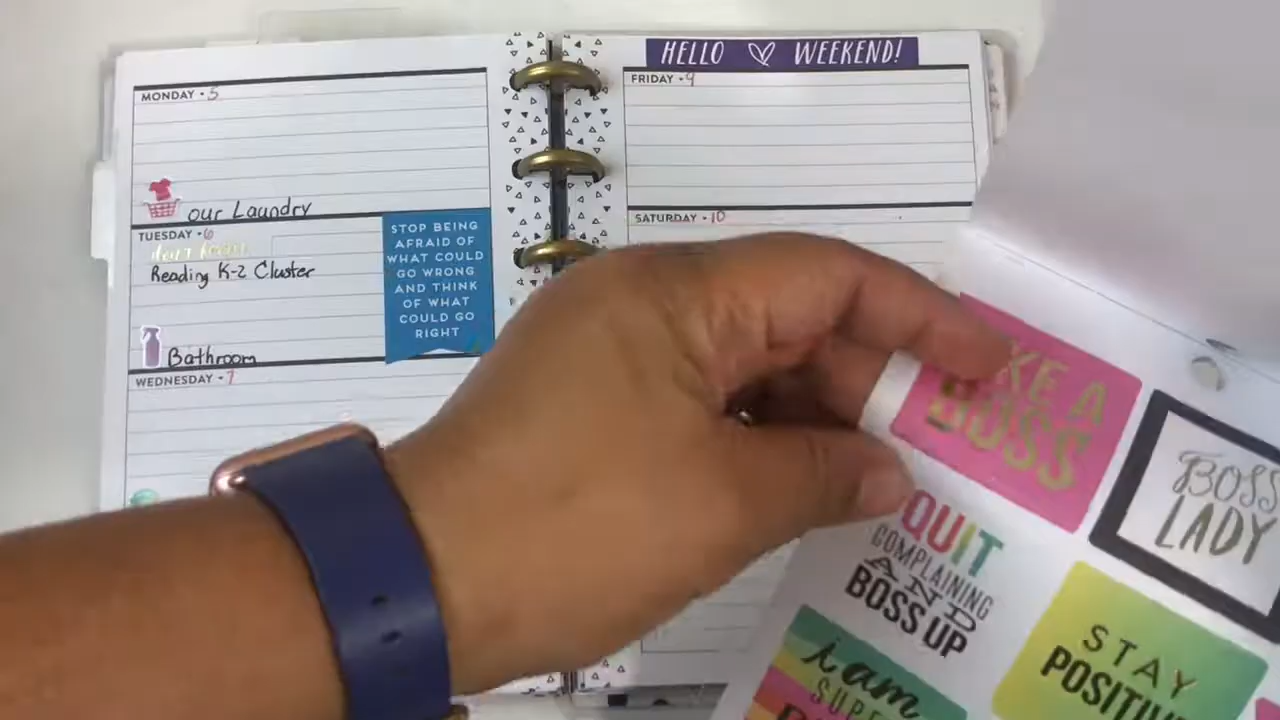 HELLO ♡ WEEKEND!
MONDAY • 5
our Laundry
TUESDAY • 6
Reading K-2 Cluster
Bathroom
STOP BEING
AFRAID OF
WHAT COULD
GO WRONG
AND THINK
OF WHAT
COULD GO
RIGHT
WEDNESDAY • 7
FRIDAY • 9
SATURDAY • 10
A
BOSS
BOSS
LADY
QUIT
COMPLAINING
AND
BOSS UP
STAY
i am